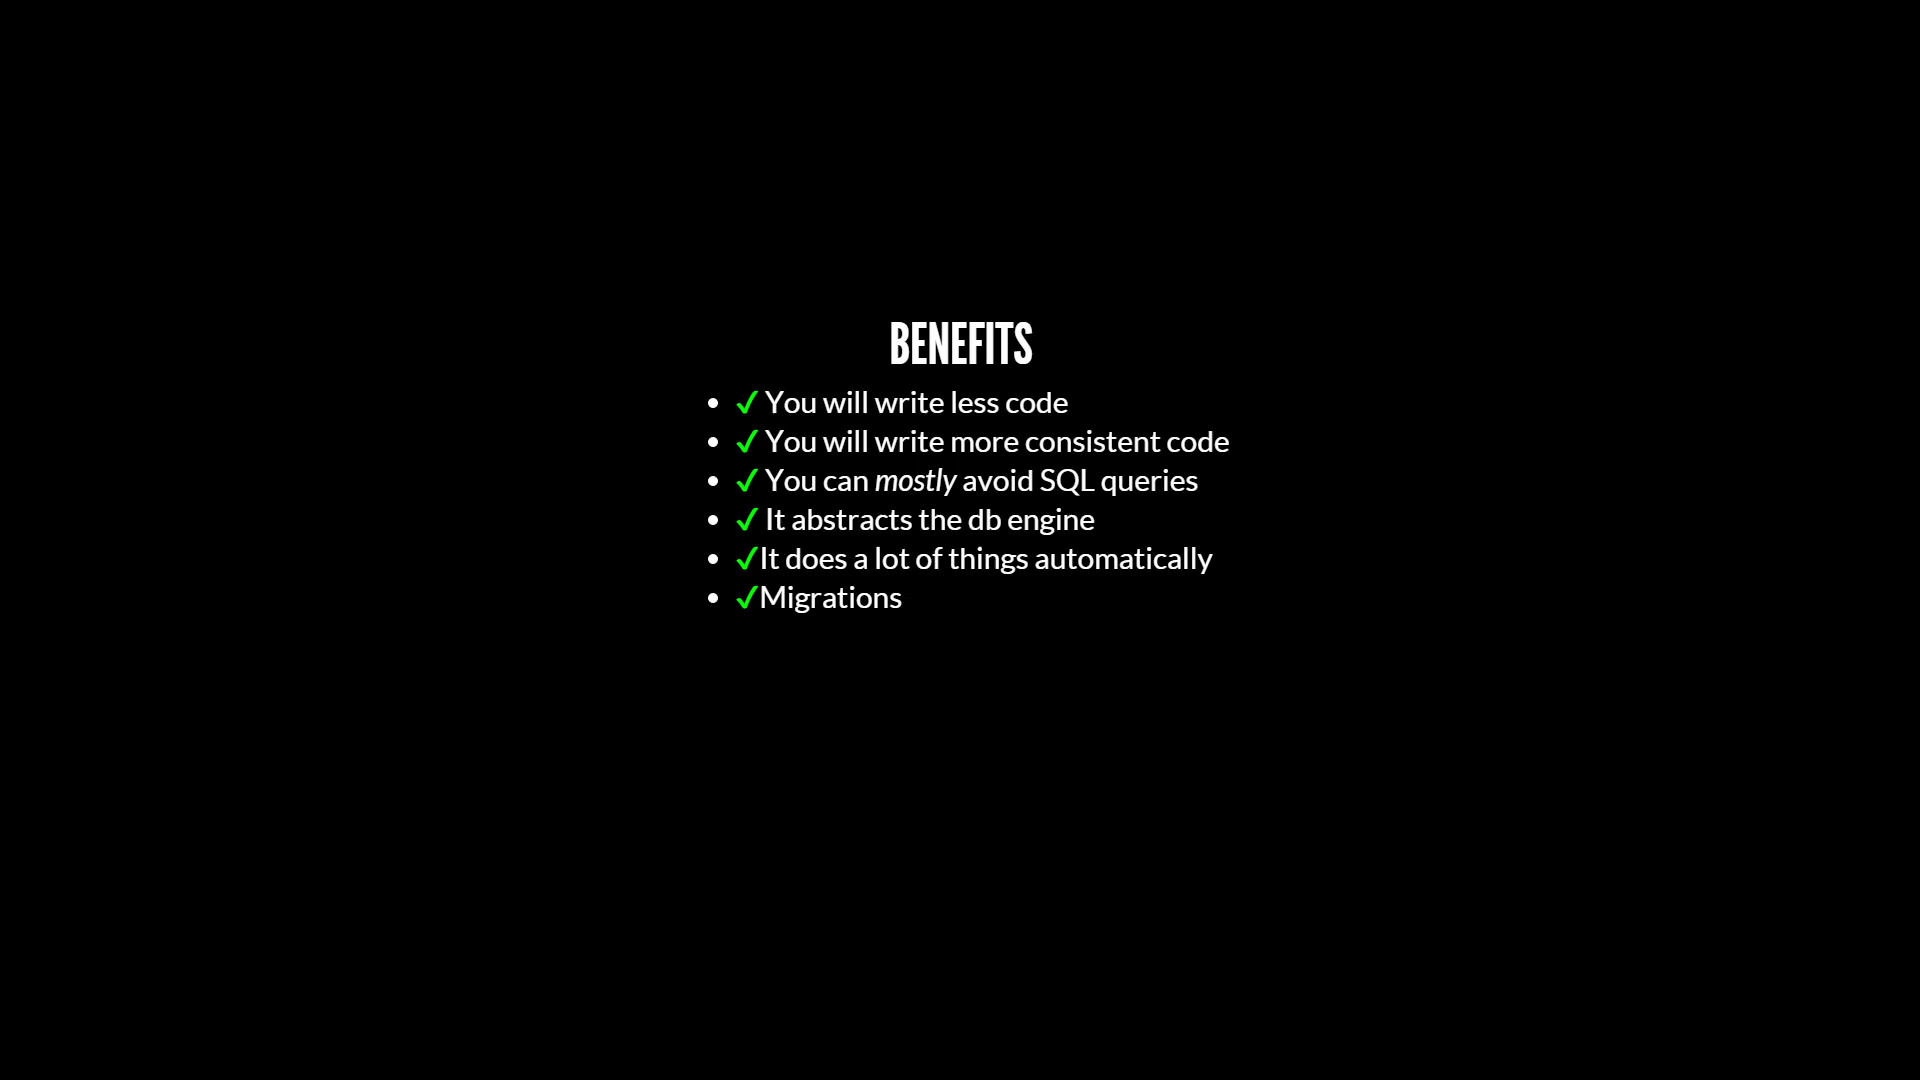 BENEFITS
• ✓ You will write less code
• ✓ You will write more consistent code
• ✓ You can mostly avoid SQL queries
• ✓ It abstracts the db engine
• ✓It does a lot of things automatically
• ✓Migrations